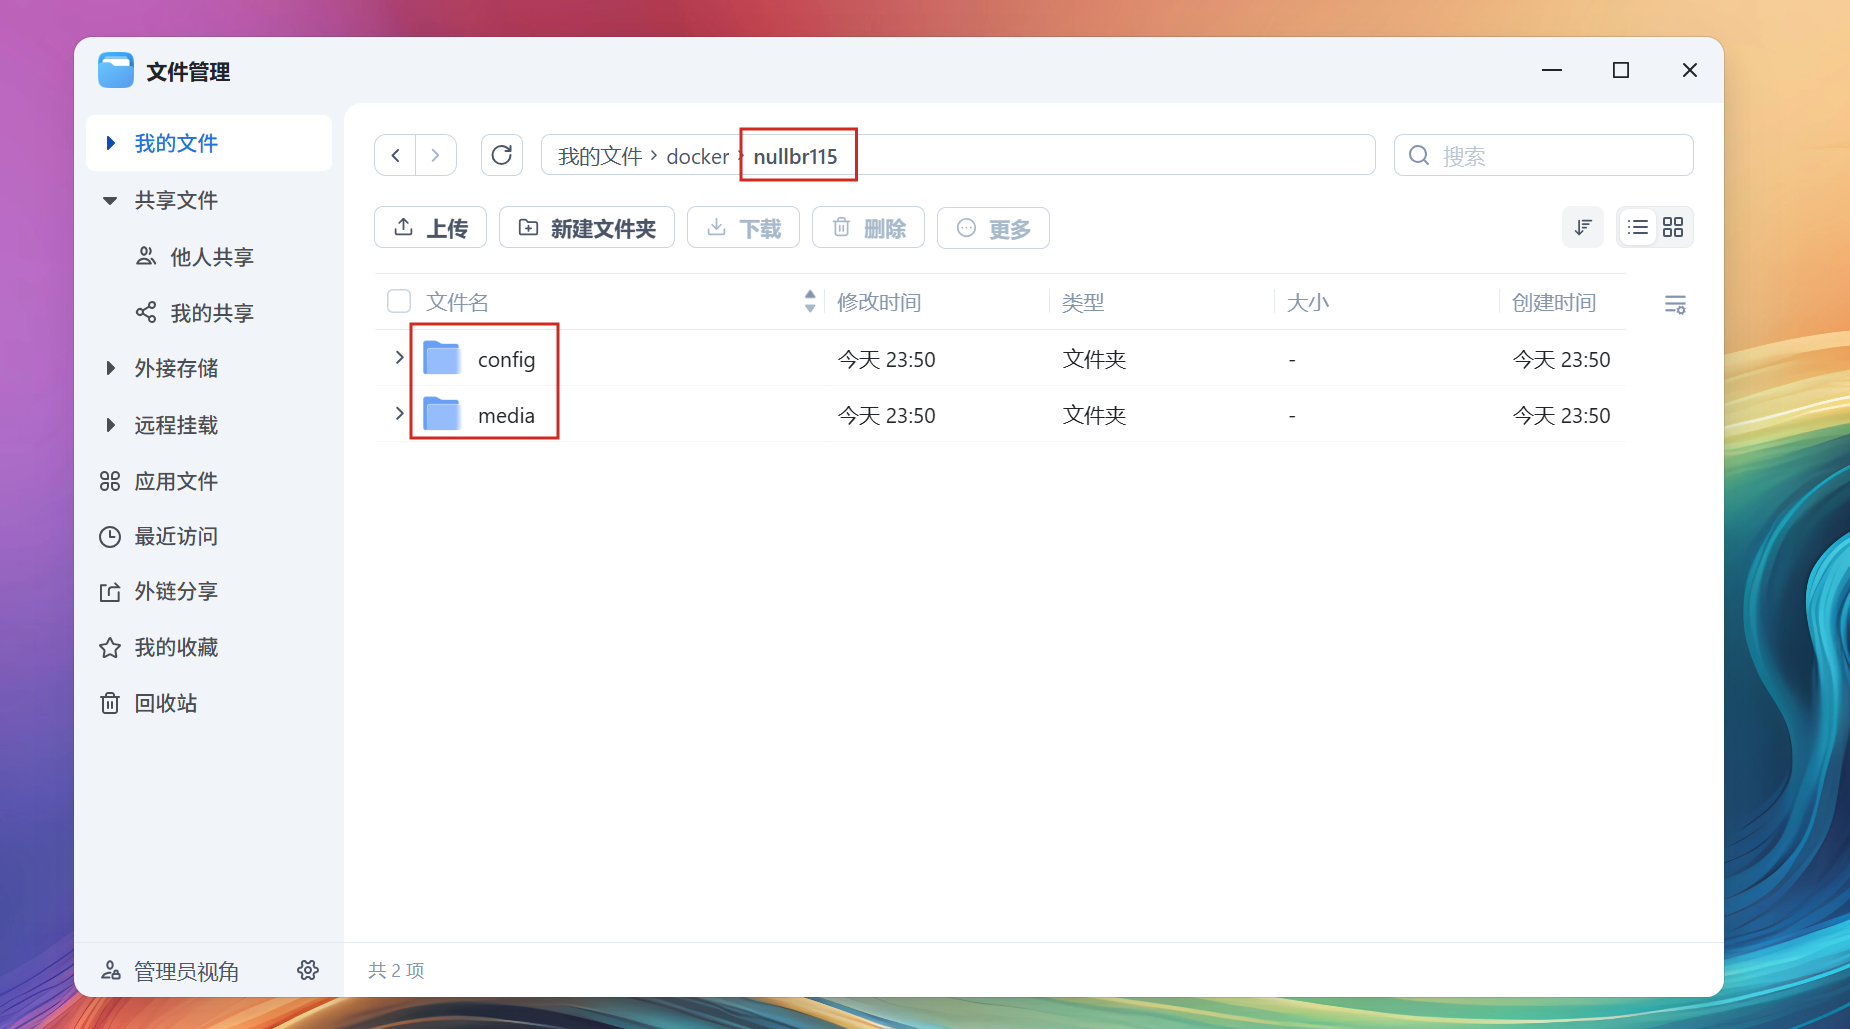 文件管理
我的文件
共享文件
他人共享
我的共享
外接存储
远程挂载
应用文件
最近访问
外链分享
我的收藏
回收站
管理员视角
我的文件 › docker › nullbr115
搜索
上传 新建文件夹 下载 删除 更多
文件名 修改时间 类型 大小 创建时间
config 今天 23:50 文件夹 - 今天 23:50
media 今天 23:50 文件夹 - 今天 23:50
共 2 项